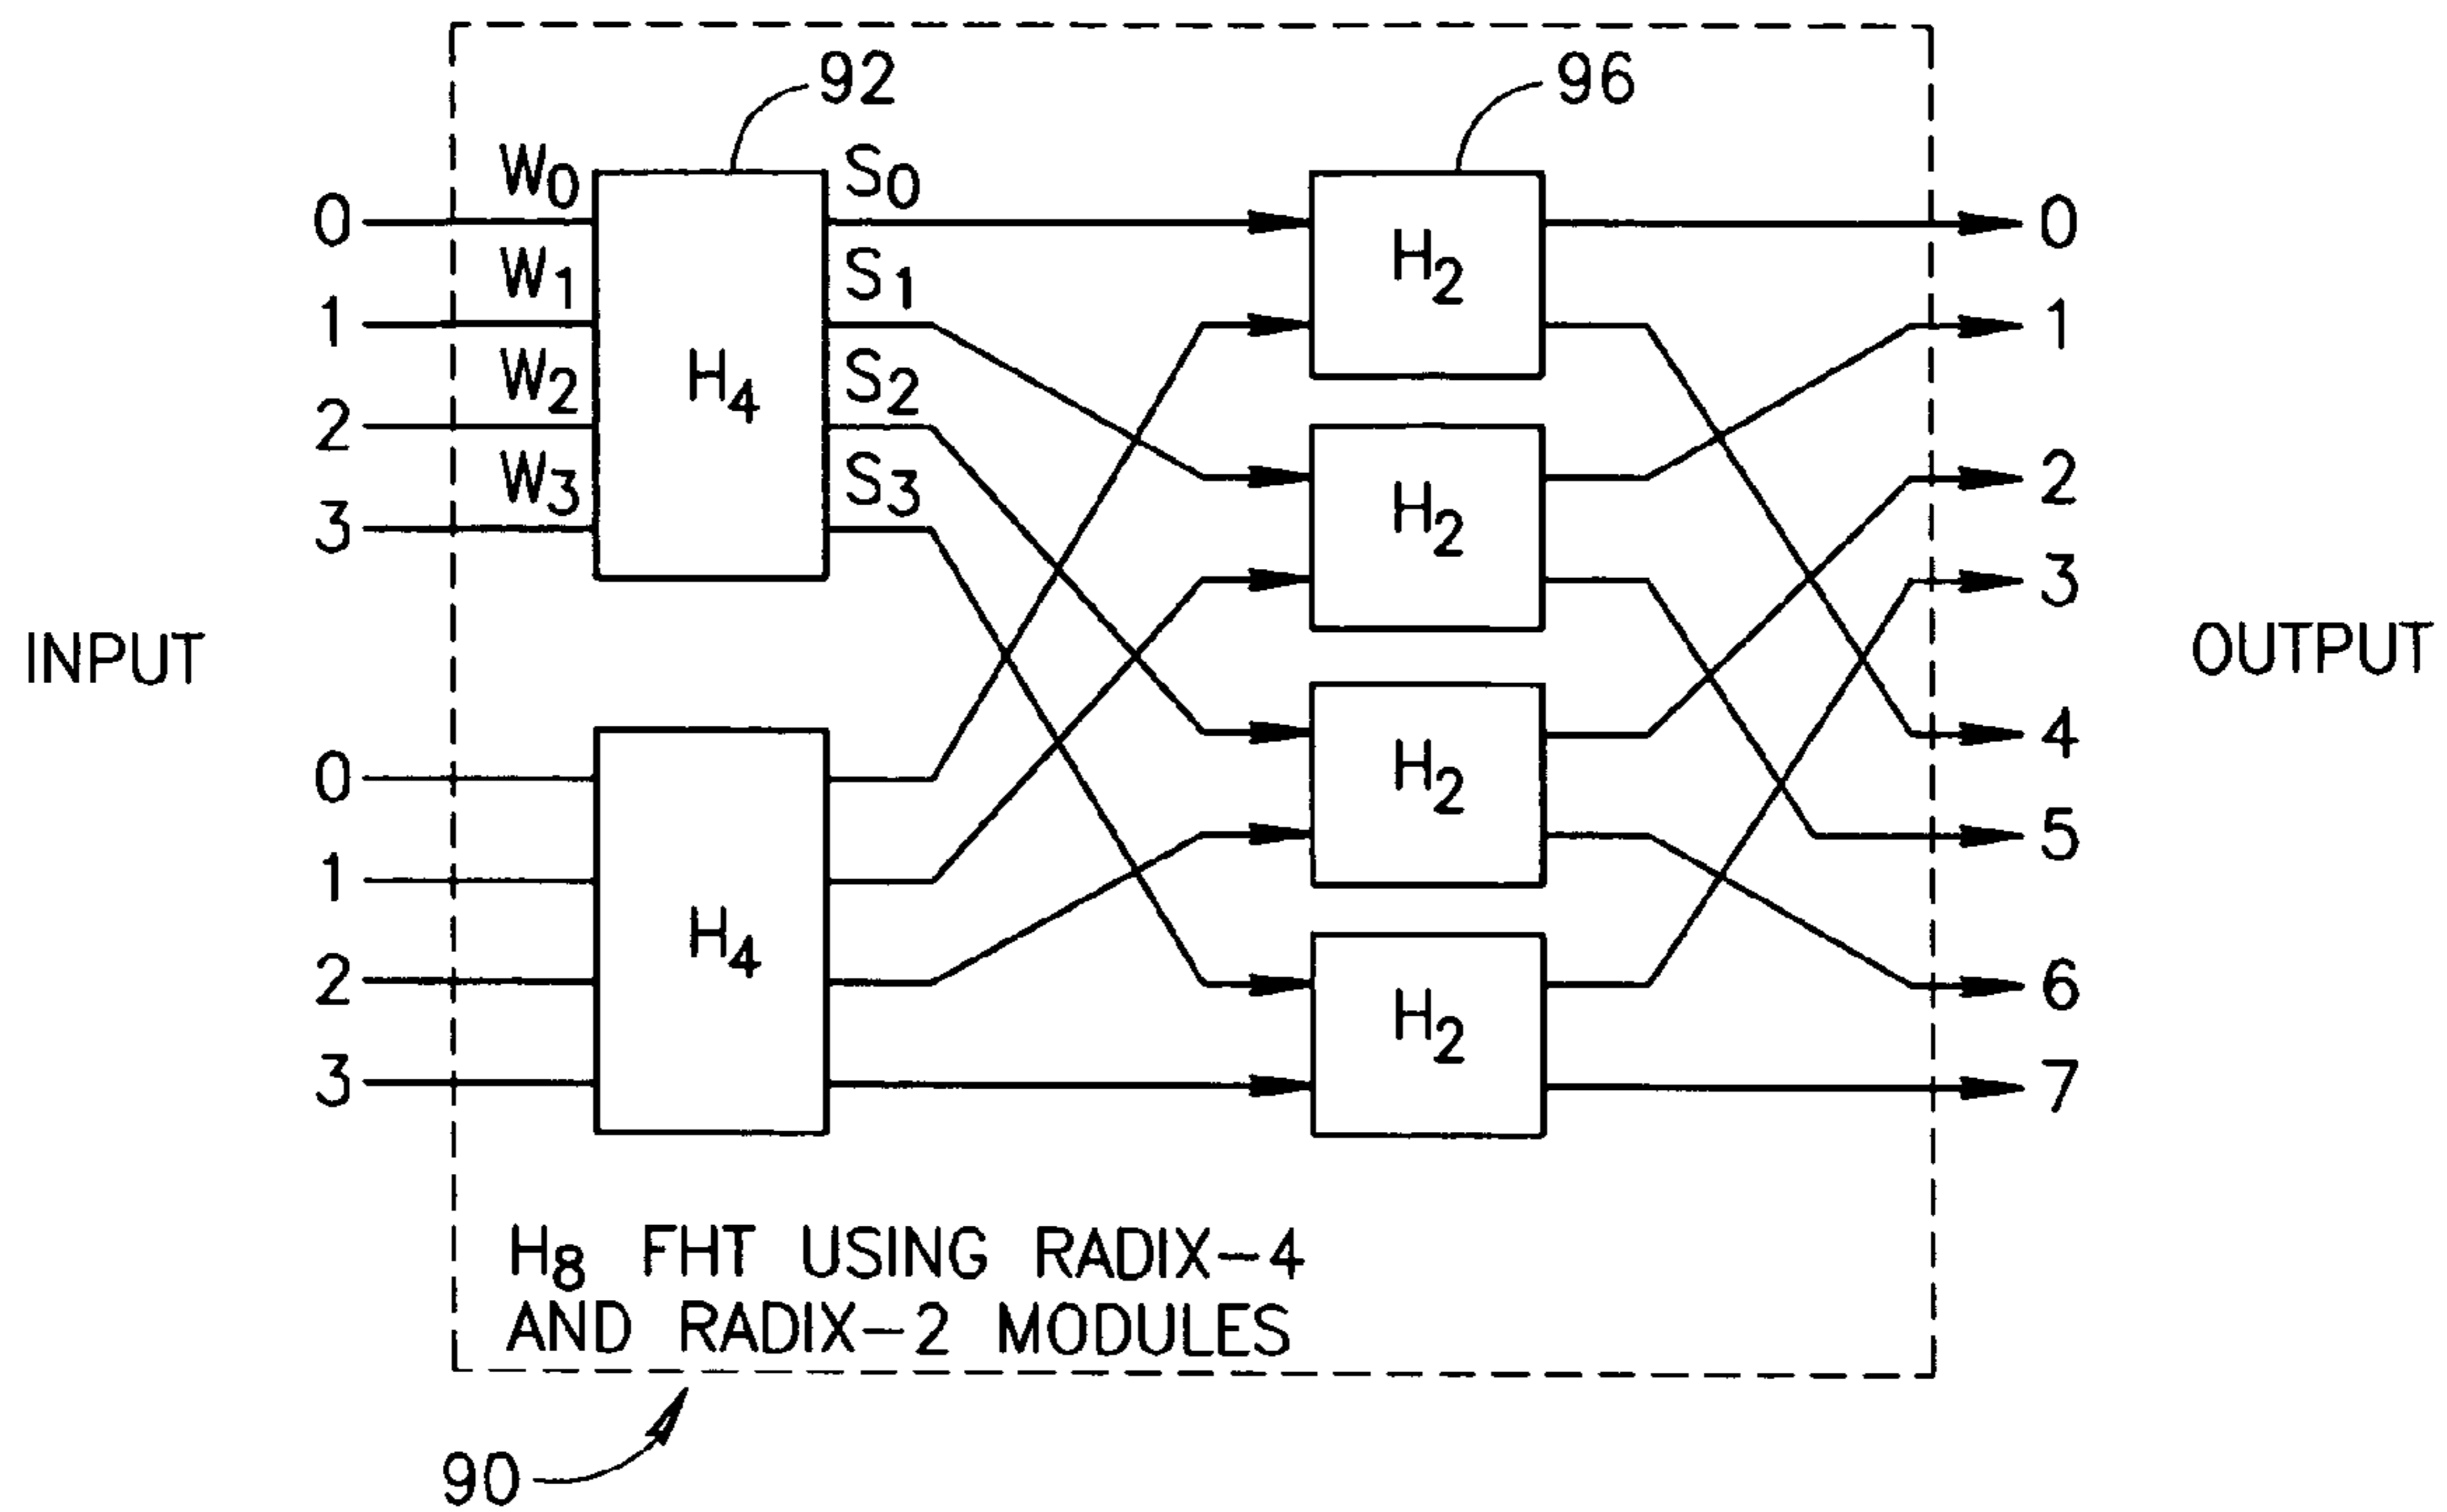 92
96
W0
S0
0
0
W1
S1
H2
1
1
W2
H4
S2
2
W3
S3
H2
2
3
3
INPUT
OUTPUT
H2
4
0
5
1
H4
H2
2
6
3
7
H8 FHT USING RADIX-4
AND RADIX-2 MODULES
90